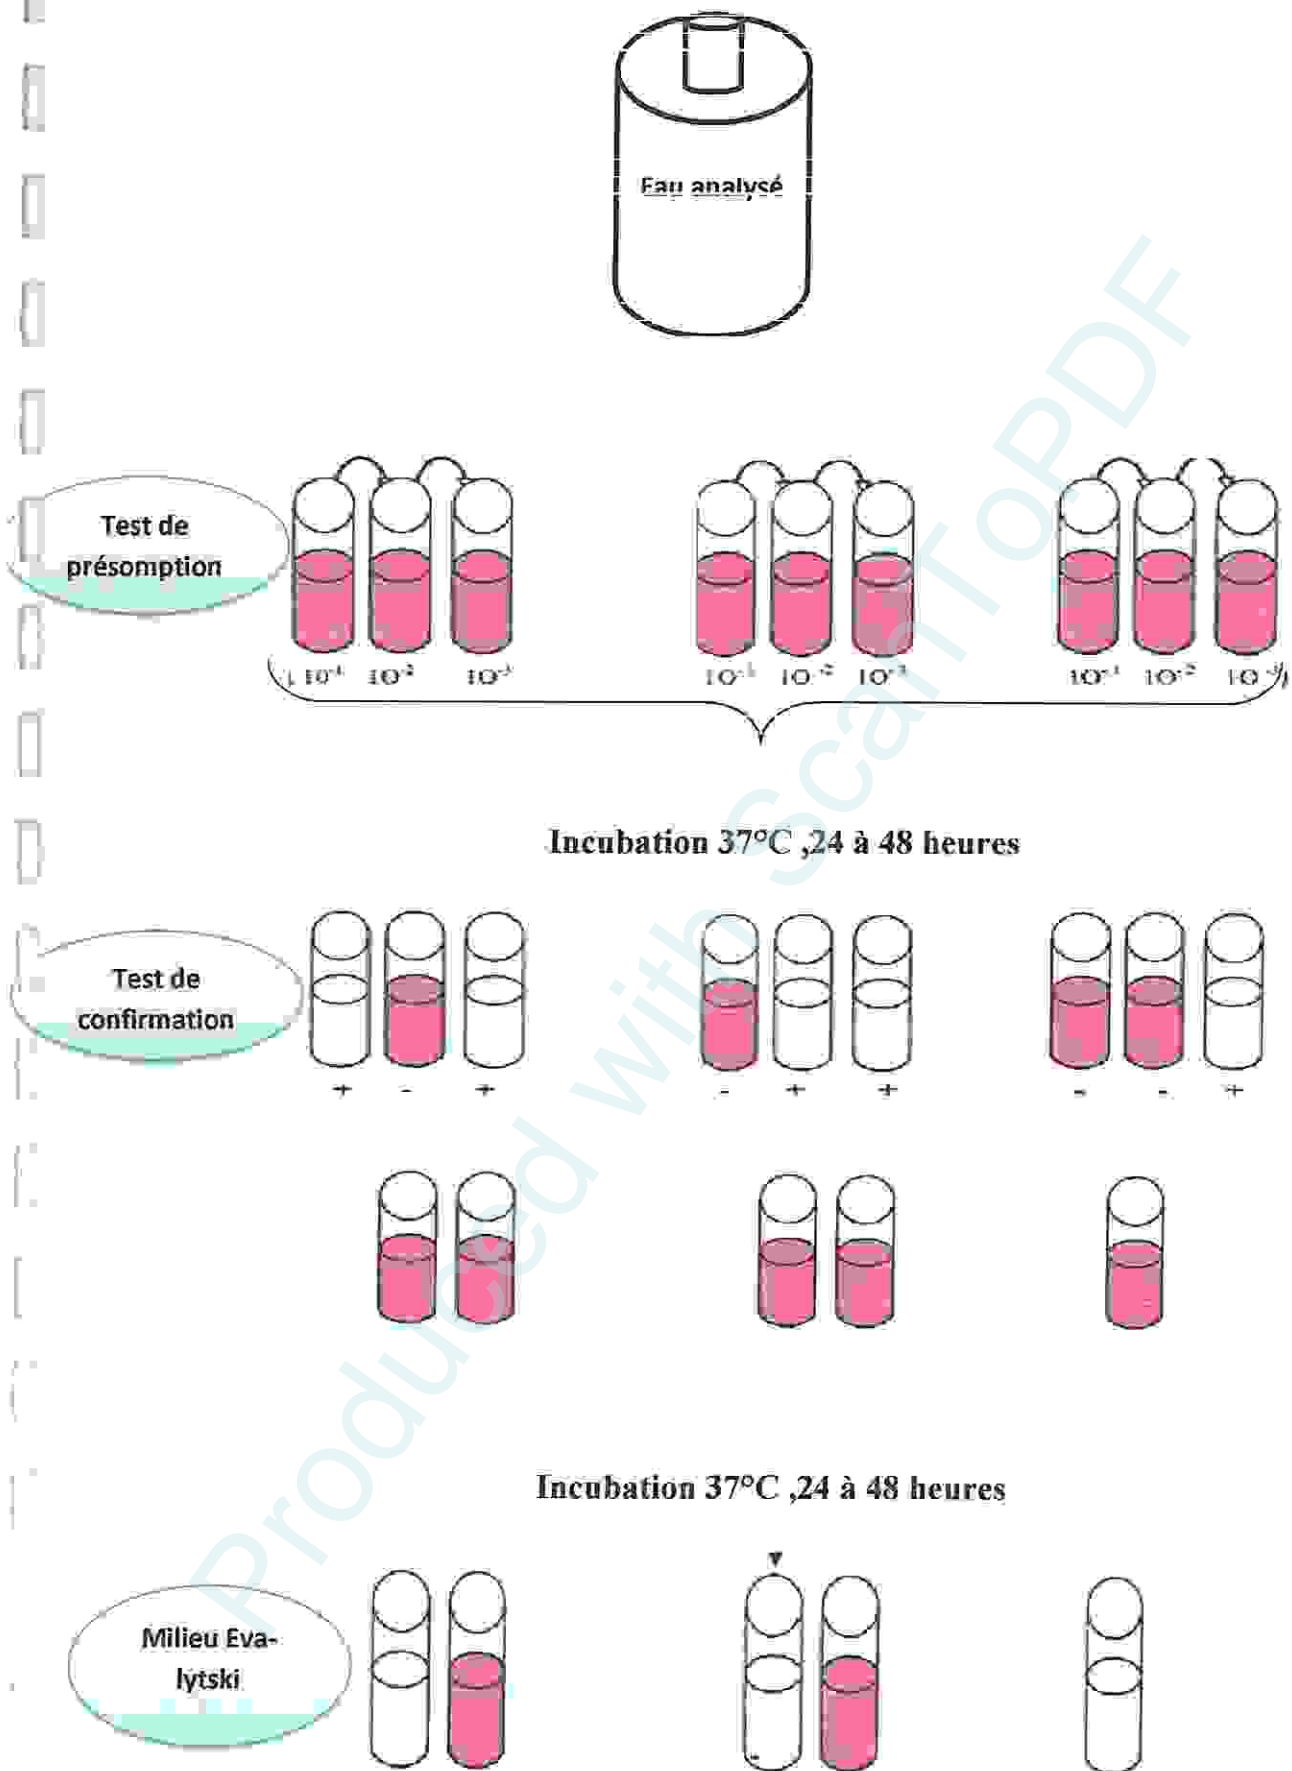 Eau analysé
Test de
présomption
10⁻¹ 10⁻² 10⁻³ 10⁻¹ 10⁻² 10⁻³ 10⁻¹ 10⁻² 10⁻³
Incubation 37°C ,24 à 48 heures
Test de
confirmation
+ - + - + + - - +
Incubation 37°C ,24 à 48 heures
Milieu Eva-
lytski
Produced with ScanToPDF